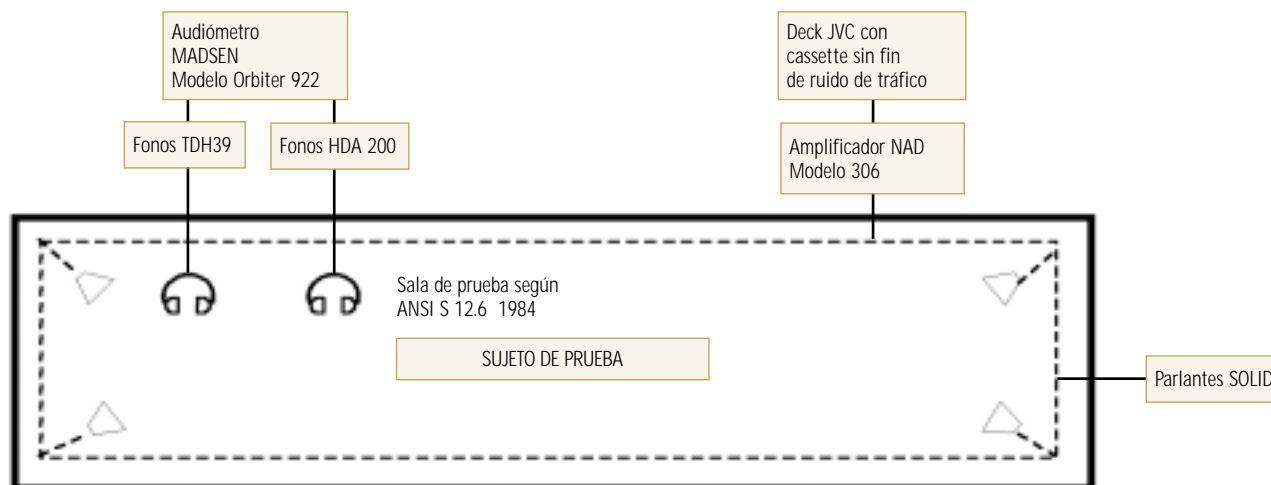 Audiómetro
MADSEN
Modelo Orbiter 922
Deck JVC con
cassette sin fin
de ruido de tráfico
Fonos TDH39
Fonos HDA 200
Amplificador NAD
Modelo 306
Sala de prueba según
ANSI S 12.6 1984
SUJETO DE PRUEBA
Parlantes SOLID